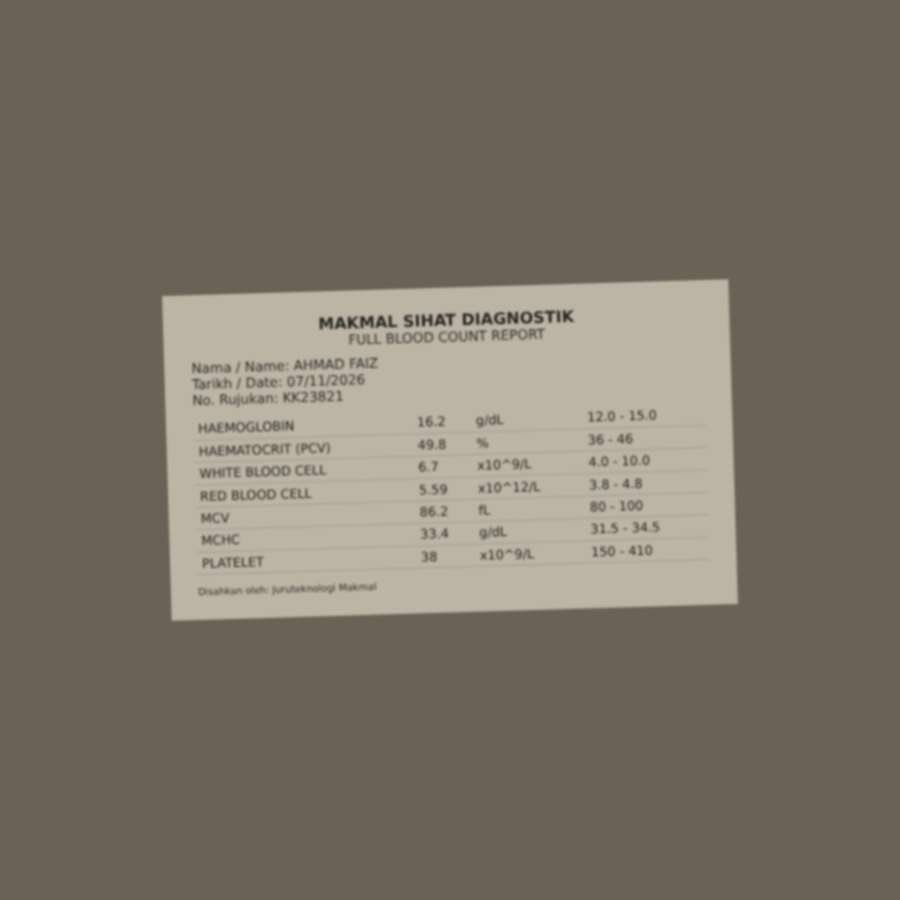 MAKMAL SIHAT DIAGNOSTIK
FULL BLOOD COUNT REPORT
Nama / Name: AHMAD FAIZ
Tarikh / Date: 07/11/2026
No. Rujukan: KK23821
HAEMOGLOBIN 16.2 g/dL 12.0 - 15.0
HAEMATOCRIT (PCV) 49.8 % 36 - 46
WHITE BLOOD CELL 6.7 x10^9/L 4.0 - 10.0
RED BLOOD CELL 5.59 x10^12/L 3.8 - 4.8
MCV 86.2 fL 80 - 100
MCHC 33.4 g/dL 31.5 - 34.5
PLATELET 38 x10^9/L 150 - 410
Disahkan oleh: Juruteknologi Makmal